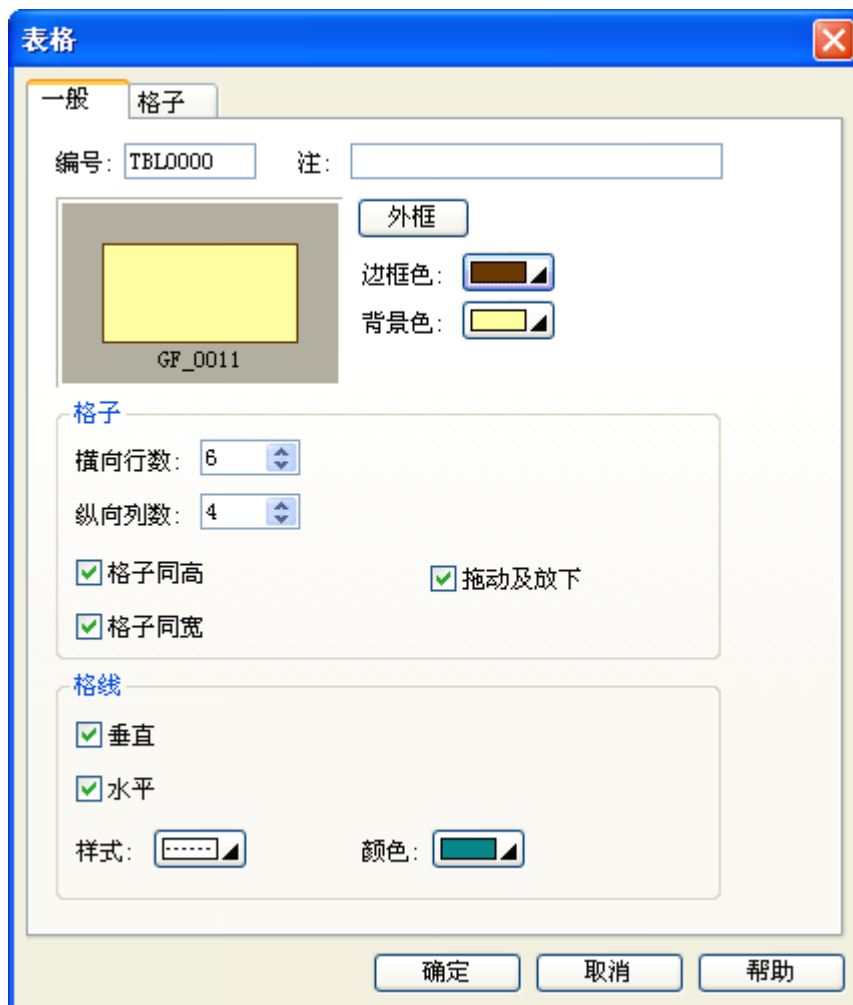 表格
一般 格子
编号: TBL0000 注:
外框
边框色:
背景色:
GF_0011
格子
横向行数: 6
纵向列数: 4
格子同高 拖动及放下
格子同宽
格线
垂直
水平
样式: 颜色:
确定 取消 帮助